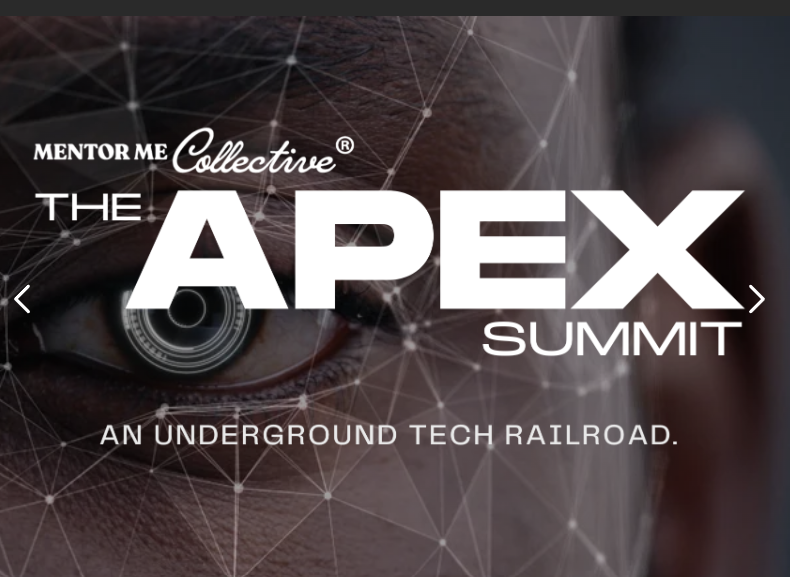 MENTOR ME Collective®
THE APEX
SUMMIT
AN UNDERGROUND TECH RAILROAD.